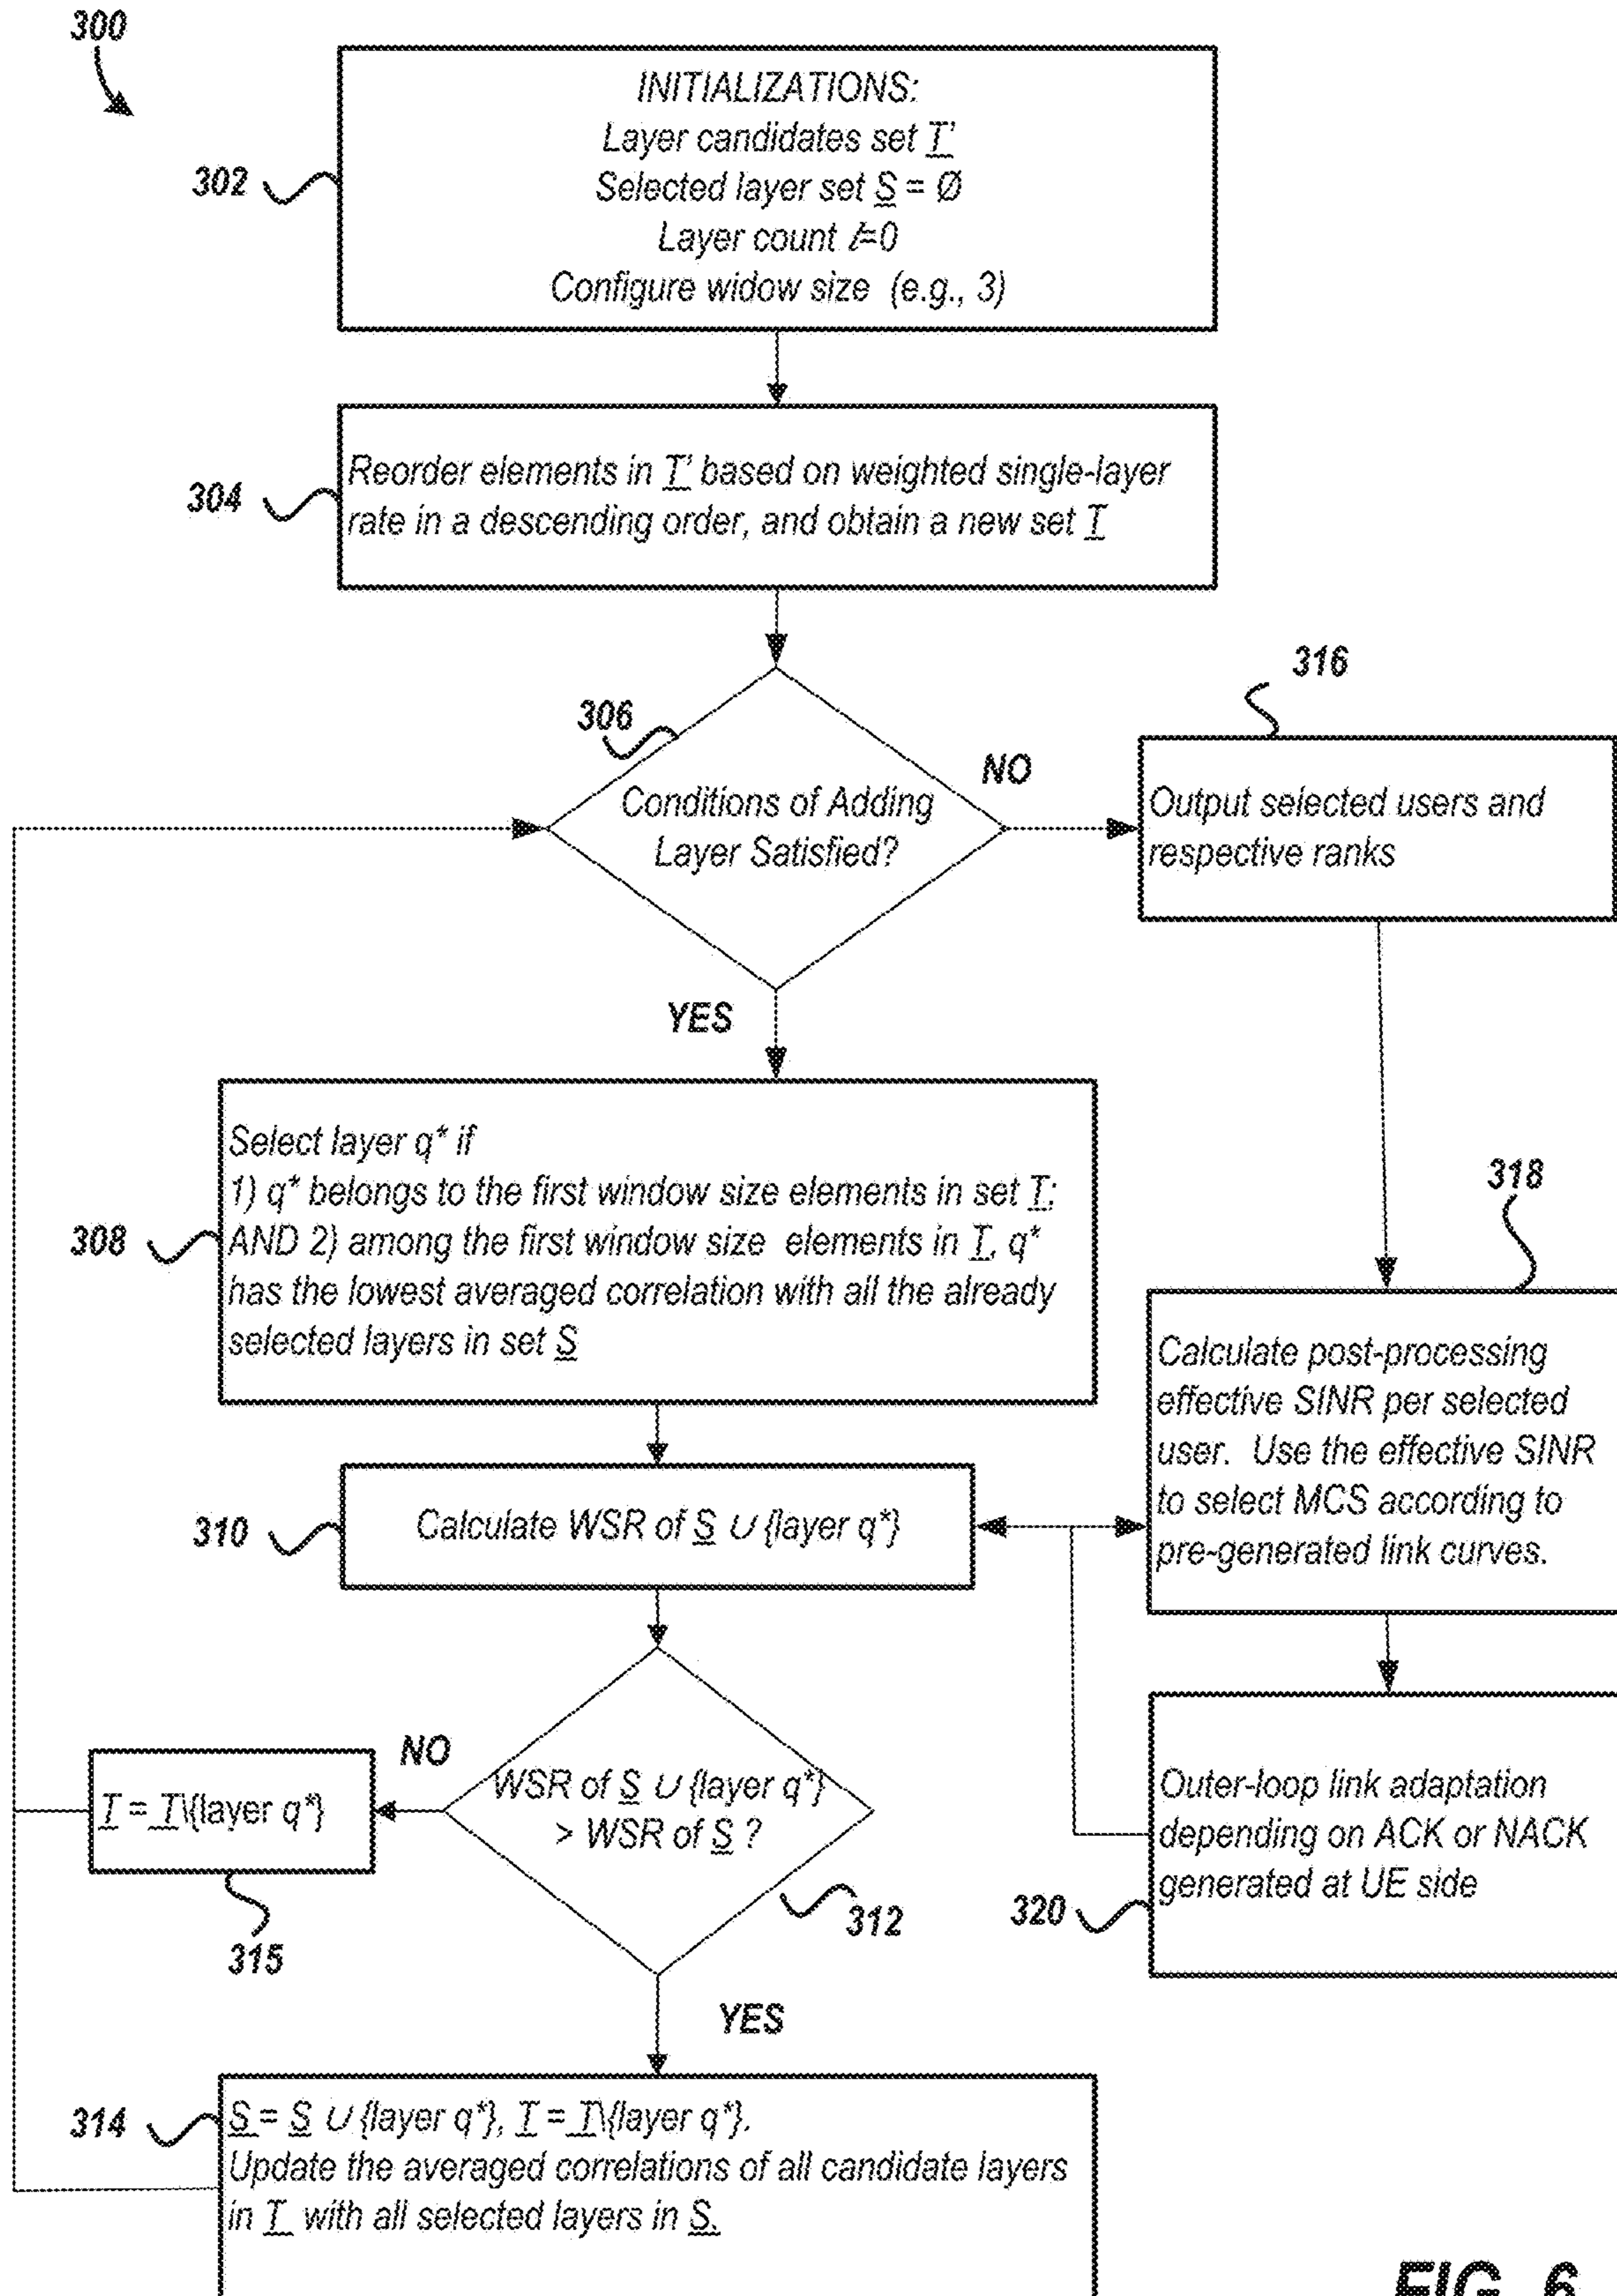 300
302
INITIALIZATIONS:
Layer candidates set T'
Selected layer set S = Ø
Layer count ℓ=0
Configure widow size (e.g., 3)
304
Reorder elements in T' based on weighted single-layer
rate in a descending order, and obtain a new set T
306
Conditions of Adding
Layer Satisfied?
NO
316
Output selected users and
respective ranks
YES
308
Select layer q* if
1) q* belongs to the first window size elements in set T;
AND 2) among the first window size elements in T, q*
has the lowest averaged correlation with all the already
selected layers in set S
318
Calculate post-processing
effective SINR per selected
user. Use the effective SINR
to select MCS according to
pre-generated link curves.
310
Calculate WSR of S ∪ {layer q*}
312
WSR of S ∪ {layer q*}
> WSR of S ?
NO
T = T\{layer q*}
315
320
Outer-loop link adaptation
depending on ACK or NACK
generated at UE side
YES
314
S = S ∪ {layer q*}, T = T\{layer q*}.
Update the averaged correlations of all candidate layers
in T with all selected layers in S.
FIG. 6